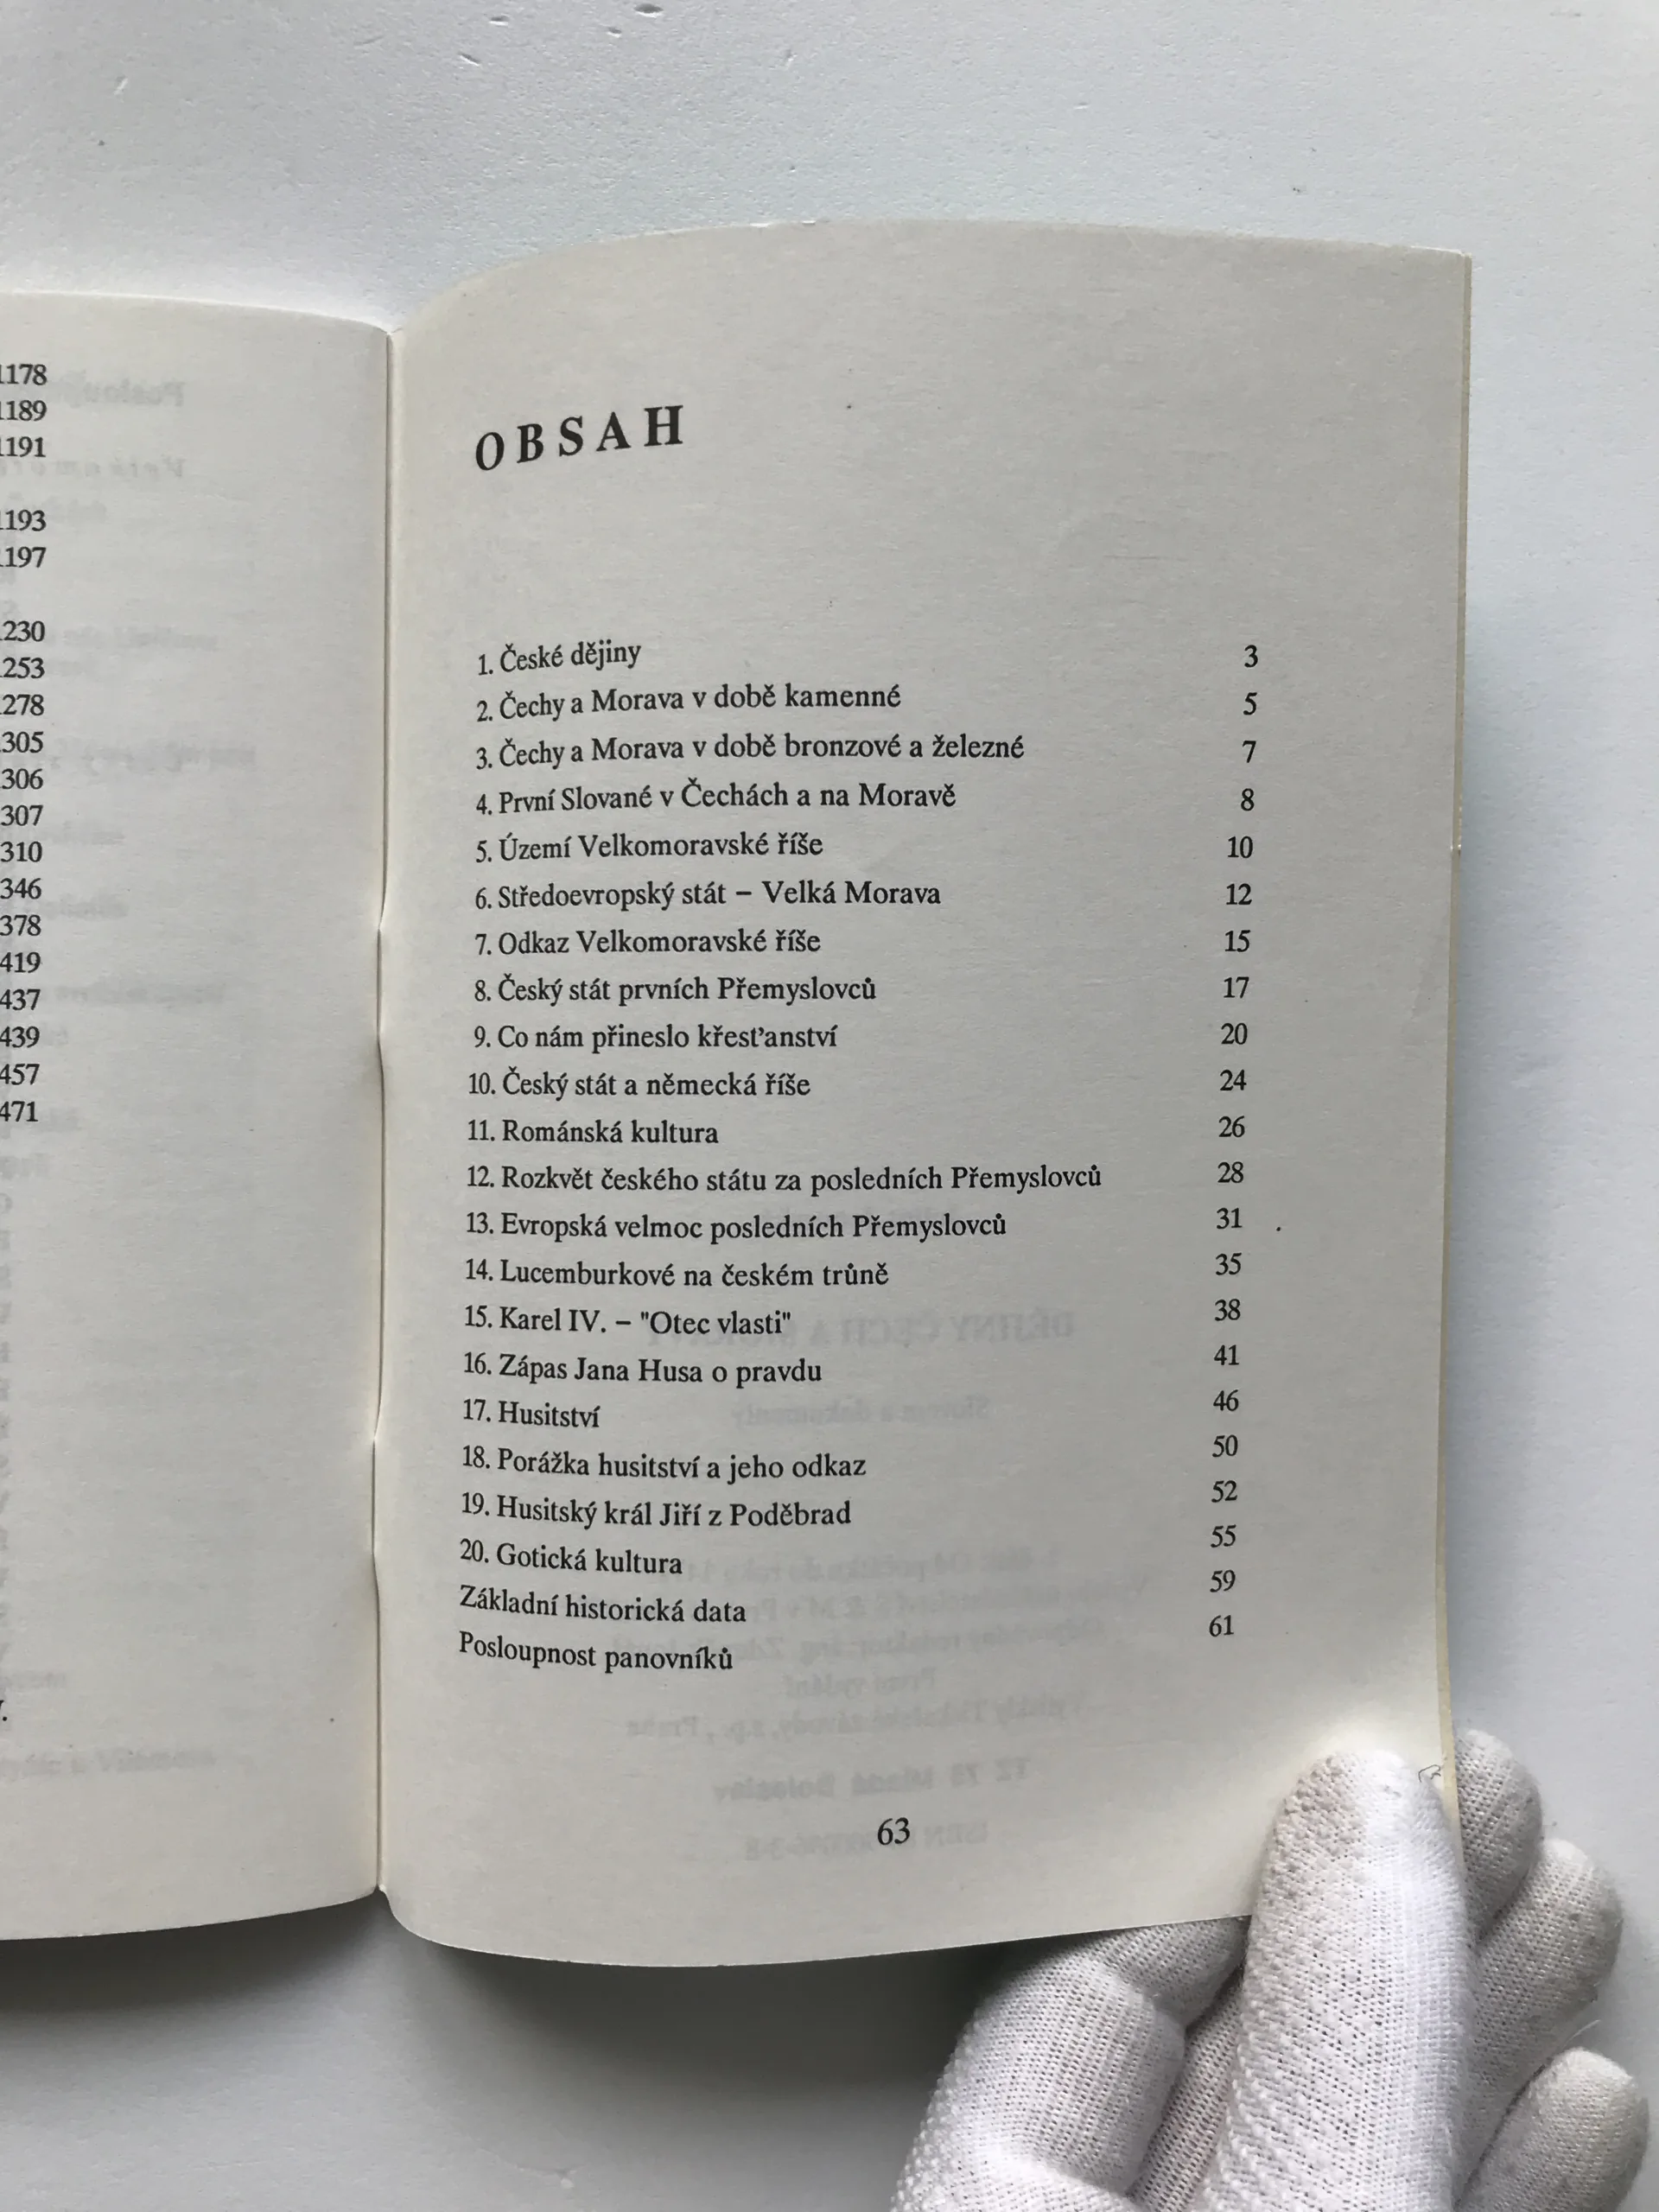 1178
1189
1191
1193
1197
230
253
278
305
306
307
310
346
378
419
437
439
457
471
OBSAH
1. České dějiny 3
2. Čechy a Morava v době kamenné 5
3. Čechy a Morava v době bronzové a železné 7
4. První Slované v Čechách a na Moravě 8
5. Území Velkomoravské říše 10
6. Středoevropský stát – Velká Morava 12
7. Odkaz Velkomoravské říše 15
8. Český stát prvních Přemyslovců 17
9. Co nám přineslo křesťanství 20
10. Český stát a německá říše 24
11. Románská kultura 26
12. Rozkvět českého státu za posledních Přemyslovců 28
13. Evropská velmoc posledních Přemyslovců 31
14. Lucemburkové na českém trůně 35
15. Karel IV. – "Otec vlasti" 38
16. Zápas Jana Husa o pravdu 41
17. Husitství 46
18. Porážka husitství a jeho odkaz 50
19. Husitský král Jiří z Poděbrad 52
20. Gotická kultura 55
Základní historická data 59
Posloupnost panovníků 61
63